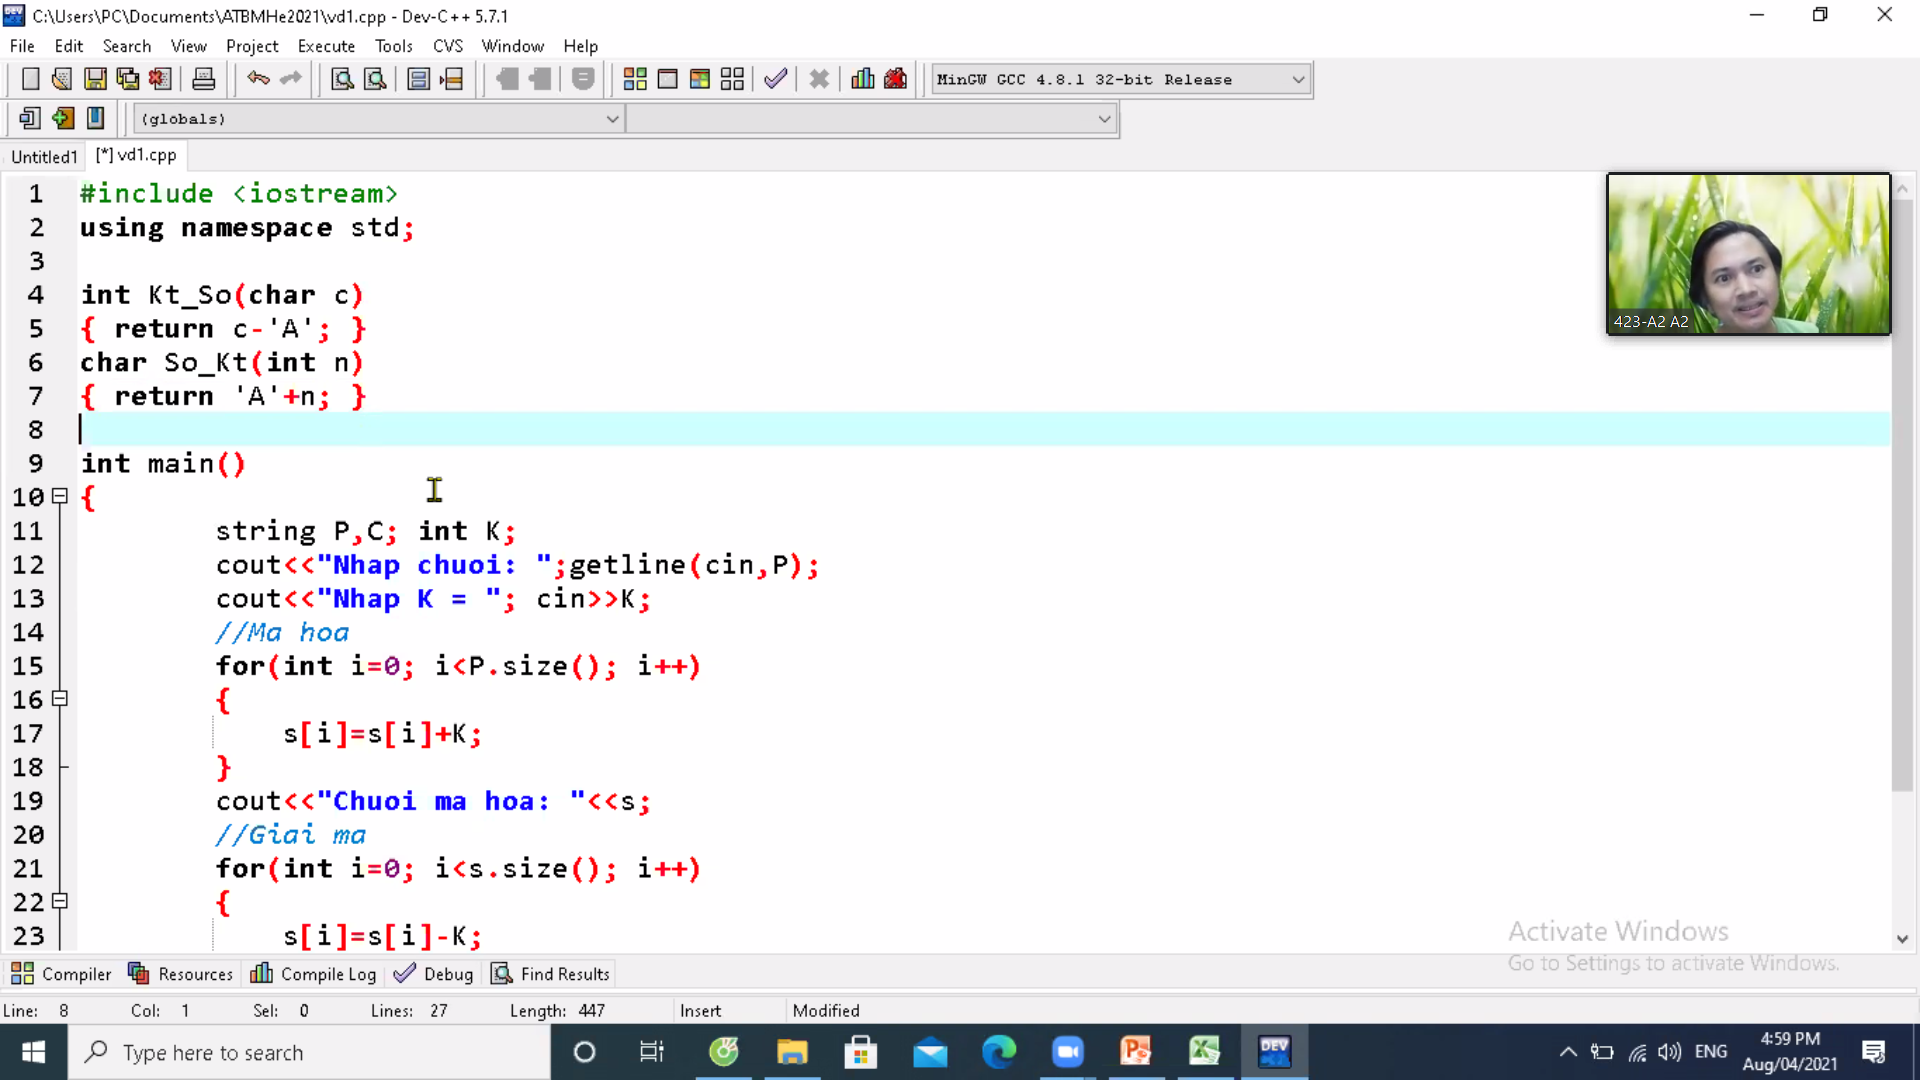 C:\Users\PC\Documents\ATBMHe2021\vd1.cpp - Dev-C++ 5.7.1
File Edit Search View Project Execute Tools CVS Window Help
MinGW GCC 4.8.1 32-bit Release
(globals)
Untitled1 [*] vd1.cpp
1 #include <iostream>
2 using namespace std;
3
4 int Kt_So(char c)
5 { return c-'A'; }
6 char So_Kt(int n)
7 { return 'A'+n; }
8
9 int main()
10 {
11 string P,C; int K;
12 cout<<"Nhap chuoi: ";getline(cin,P);
13 cout<<"Nhap K = "; cin>>K;
14 //Ma hoa
15 for(int i=0; i<P.size(); i++)
16 {
17 s[i]=s[i]+K;
18 }
19 cout<<"Chuoi ma hoa: "<<s;
20 //Giai ma
21 for(int i=0; i<s.size(); i++)
22 {
23 s[i]=s[i]-K;
423-A2 A2
Activate Windows
Go to Settings to activate Windows.
Compiler Resources Compile Log Debug Find Results
Line: 8 Col: 1 Sel: 0 Lines: 27 Length: 447 Insert Modified
Type here to search
DEV
ENG
4:59 PM
Aug/04/2021